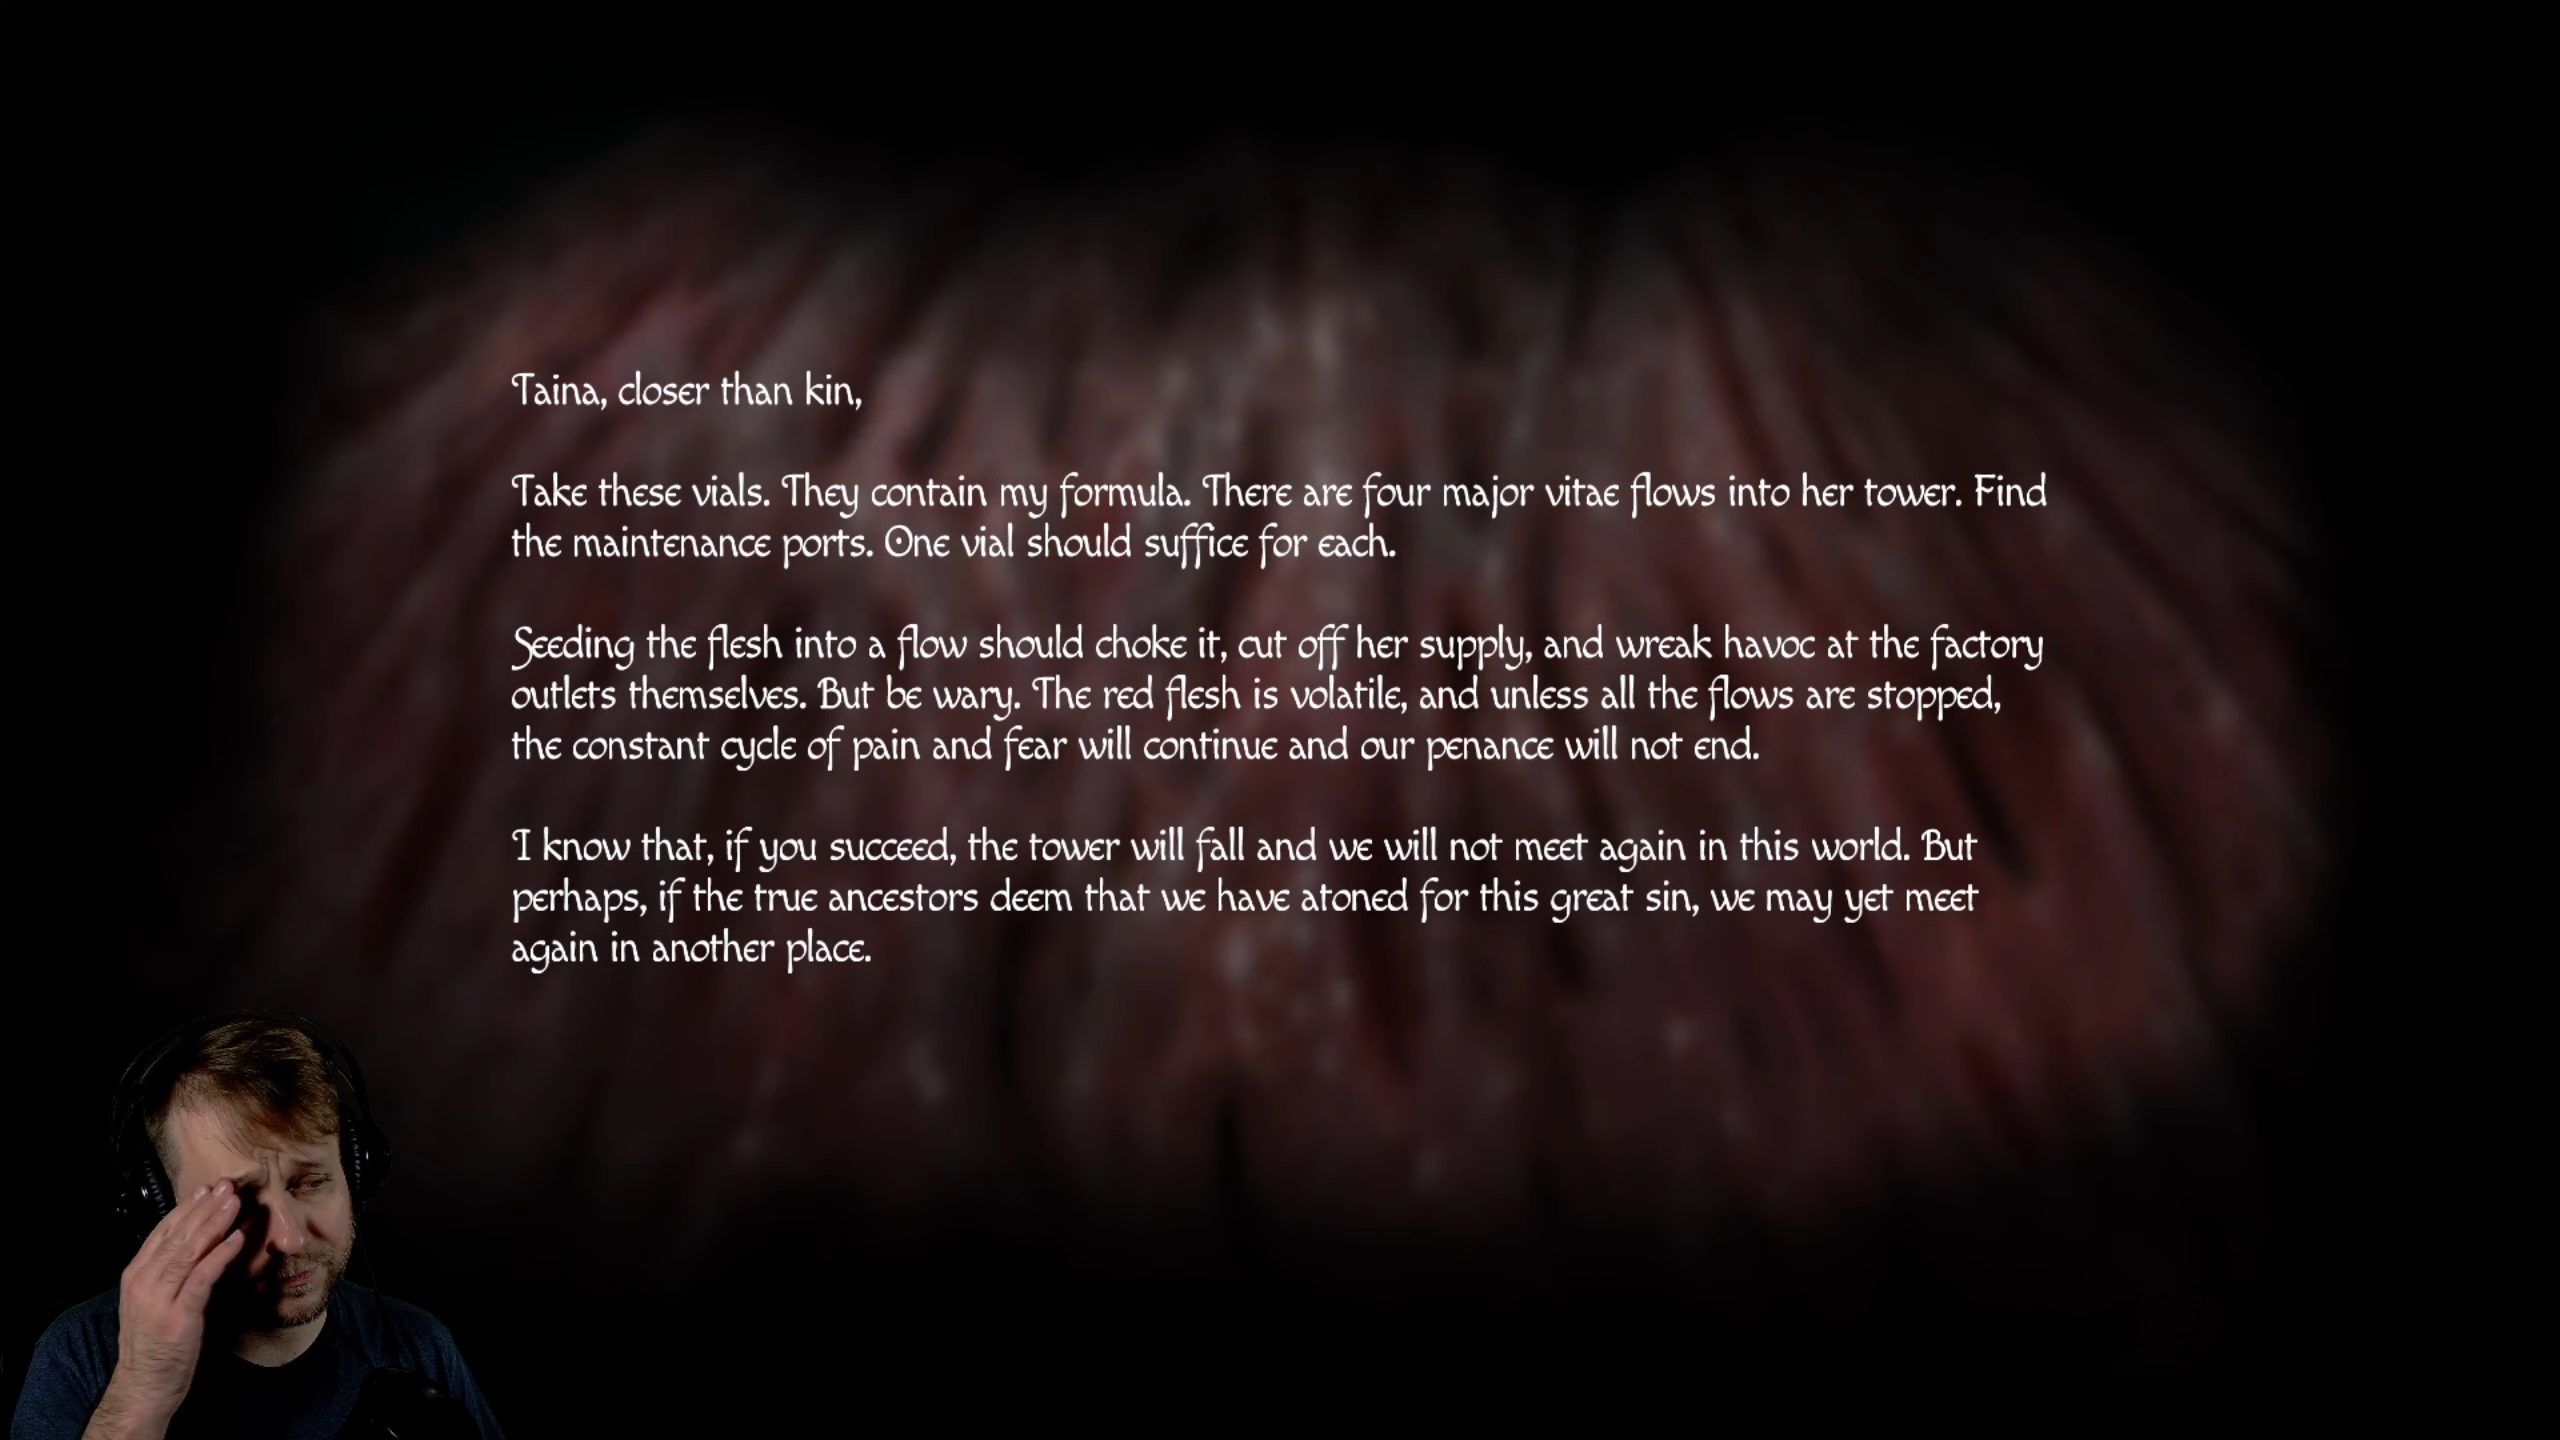 Taina, closer than kin,
Take these vials. They contain my formula. There are four major vitae flows into her tower. Find
the maintenance ports. One vial should suffice for each.
Seeding the flesh into a flow should choke it, cut off her supply, and wreak havoc at the factory
outlets themselves. But be wary. The red flesh is volatile, and unless all the flows are stopped,
the constant cycle of pain and fear will continue and our penance will not end.
I know that, if you succeed, the tower will fall and we will not meet again in this world. But
perhaps, if the true ancestors deem that we have atoned for this great sin, we may yet meet
again in another place.